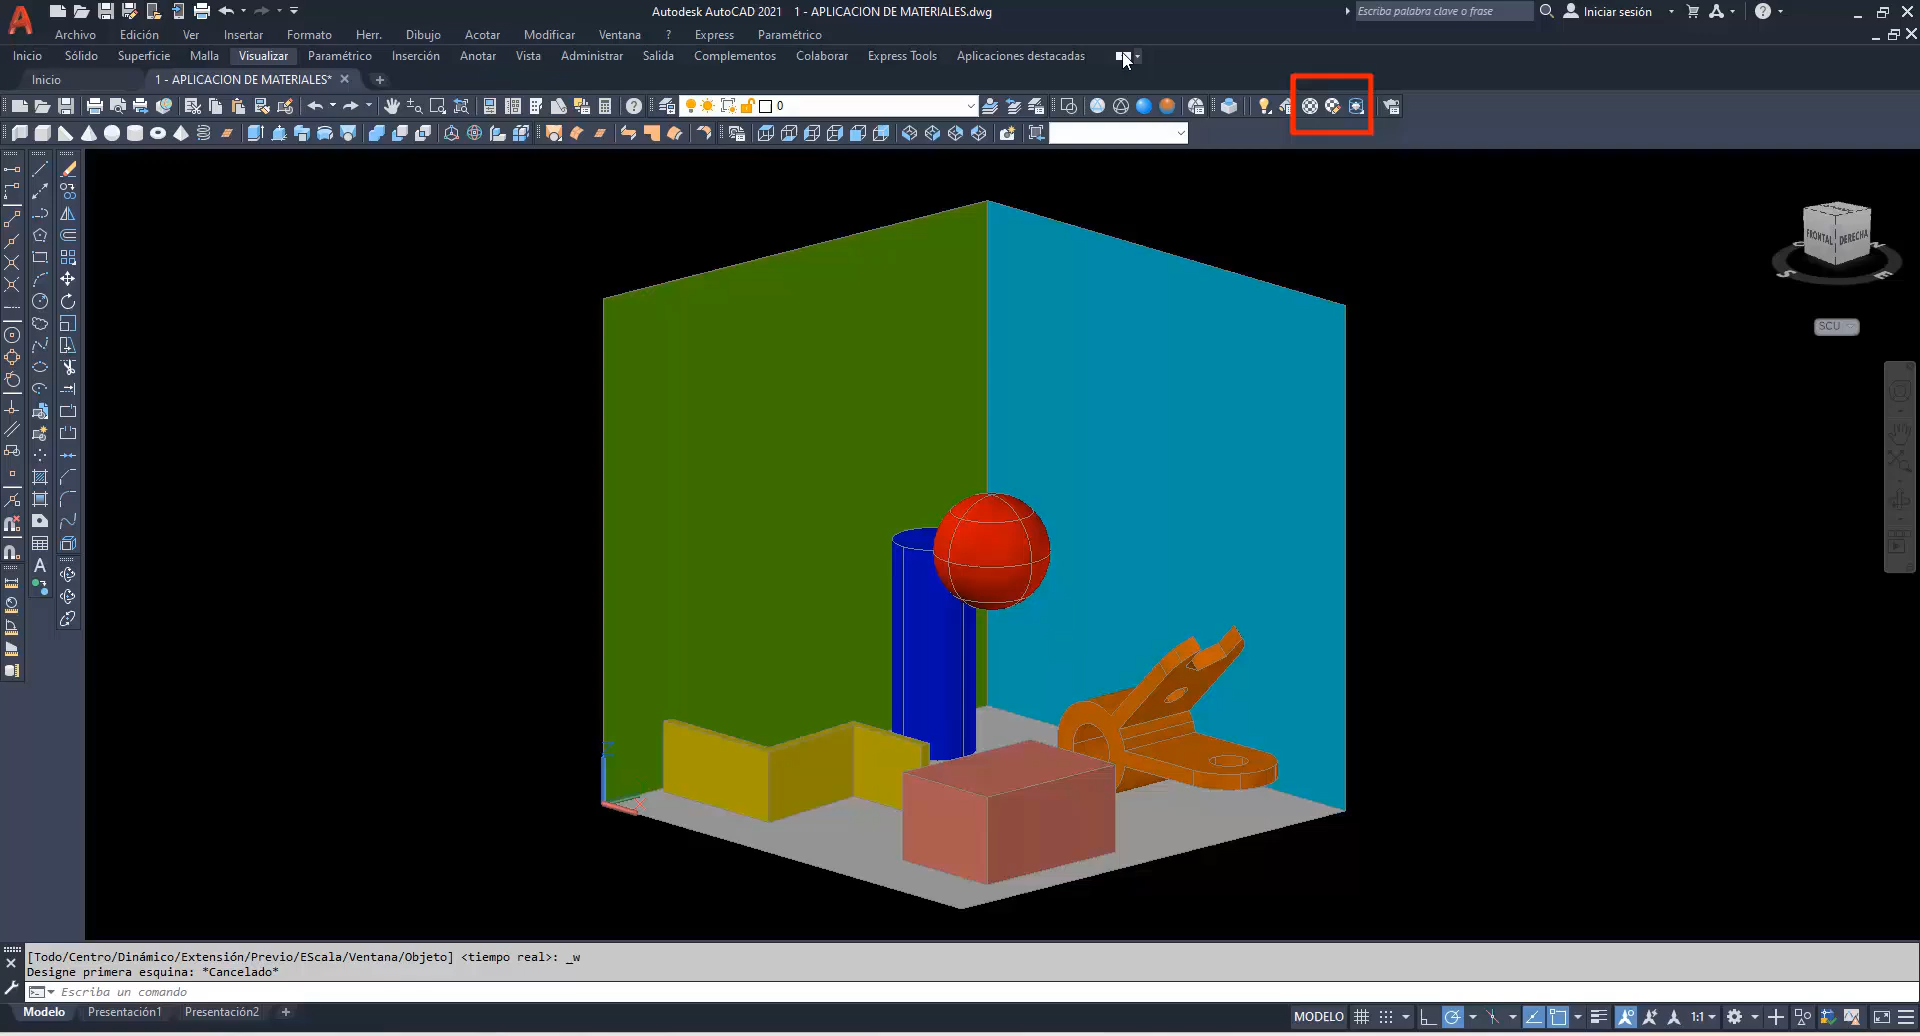 Autodesk AutoCAD 2021 1 - APLICACION DE MATERIALES.dwg
Escriba palabra clave o frase
Iniciar sesión
Archivo Edición Ver Insertar Formato Herr. Dibujo Acotar Modificar Ventana ? Express Paramétrico
Inicio Sólido Superficie Malla Visualizar Paramétrico Inserción Anotar Vista Administrar Salida Complementos Colaborar Express Tools Aplicaciones destacadas
Inicio 1 - APLICACION DE MATERIALES*
0
FRONTAL DERECHA
S E
SCU
X
A
[Todo/Centro/Dinámico/Extensión/Previo/EScala/Ventana/Objeto] <tiempo real>: _w
Designe primera esquina: *Cancelado*
Escriba un comando
Modelo Presentación1 Presentación2 +
MODELO 1:1